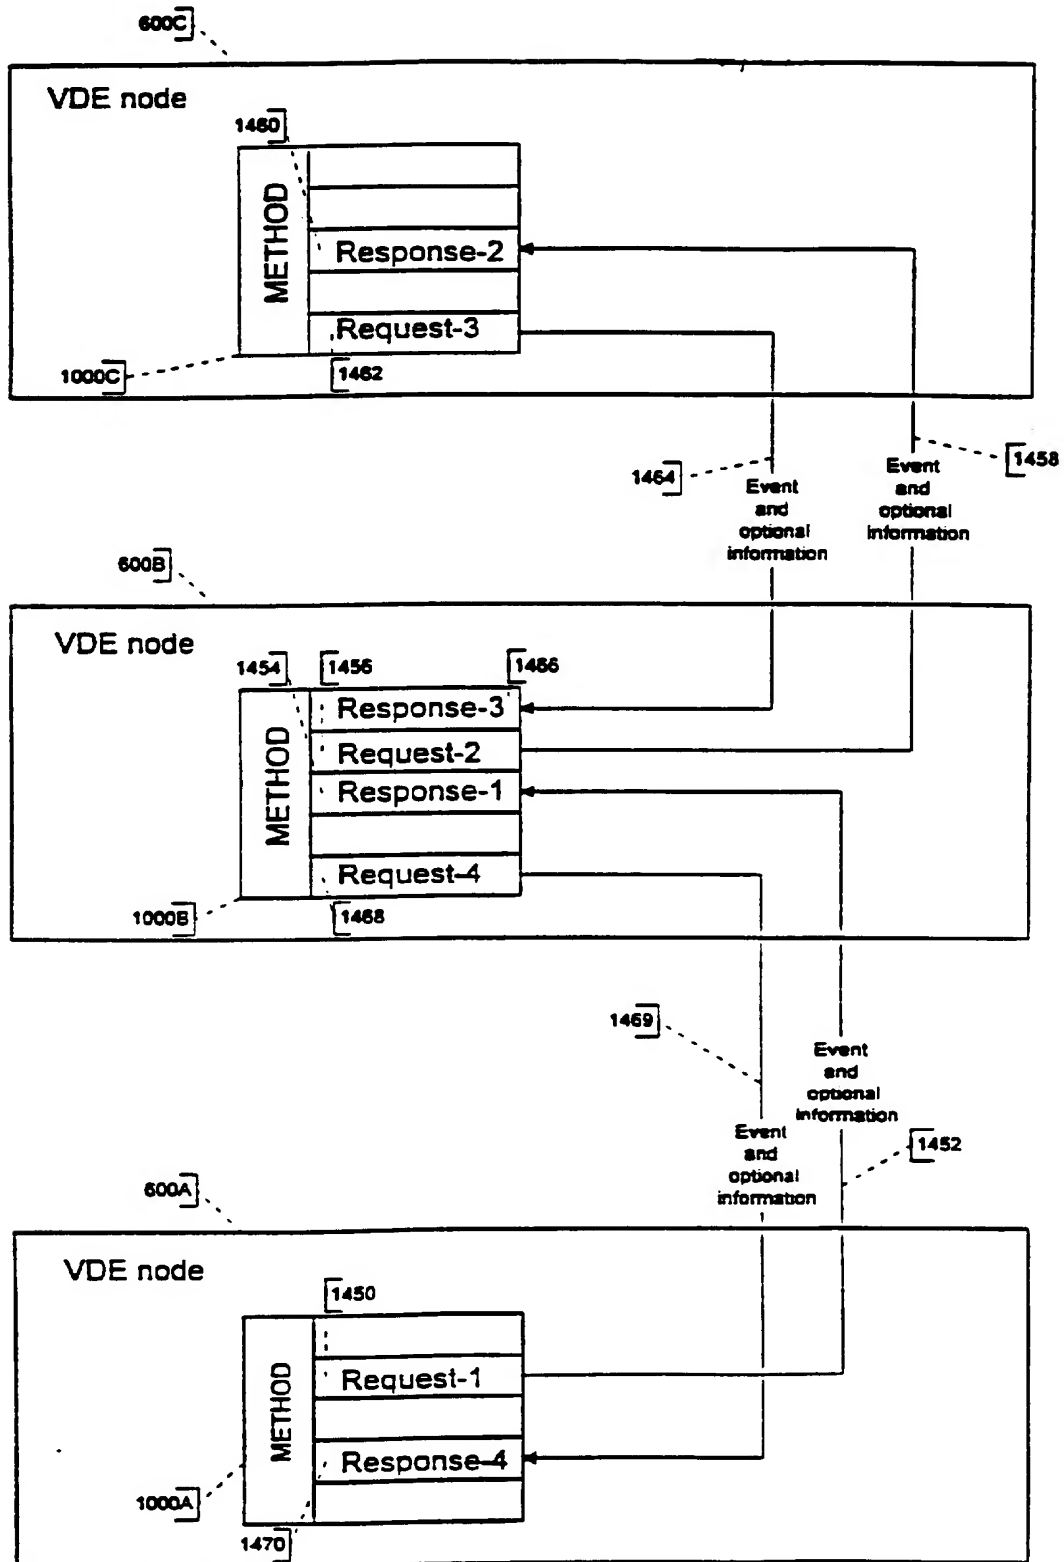 600C
VDE node
1460
METHOD
Response-2
Request-3
1000C
1462
1464
Event
and
optional
information
Event
and
optional
information
1458
600B
VDE node
1454
1456
1466
METHOD
Response-3
Request-2
Response-1
Request-4
1000B
1468
1469
Event
and
optional
information
Event
and
optional
information
1452
600A
VDE node
1450
METHOD
Request-1
Response-4
1000A
1470